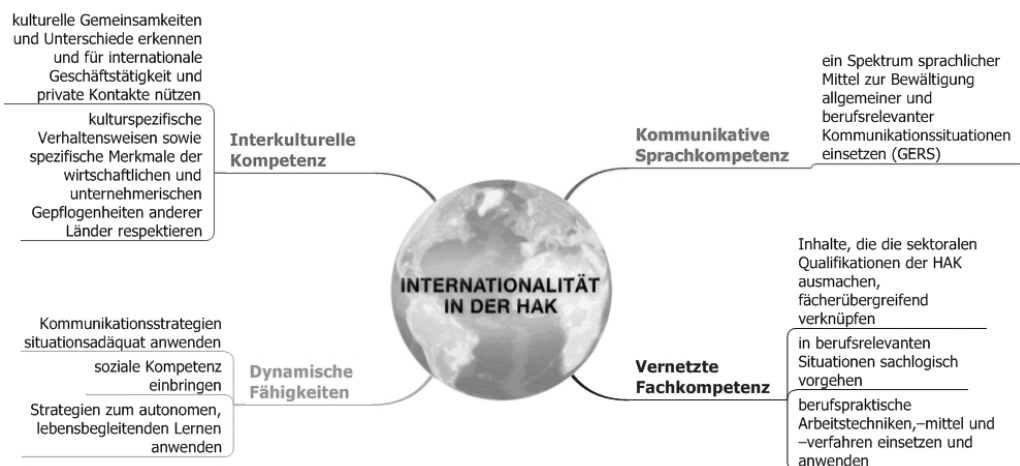 kulturelle Gemeinsamkeiten
und Unterschiede erkennen
und für internationale
Geschäftstätigkeit und
private Kontakte nützen
kulturspezifische
Verhaltensweisen sowie
spezifische Merkmale der
wirtschaftlichen und
unternehmerischen
Gepflogenheiten anderer
Länder respektieren
Interkulturelle
Kompetenz
Kommunikative
Sprachkompetenz
ein Spektrum sprachlicher
Mittel zur Bewältigung
allgemeiner und
berufsrelevanter
Kommunikationssituationen
einsetzen (GERS)
INTERNATIONALITÄT
IN DER HAK
Kommunikationsstrategien
situationsadäquat anwenden
soziale Kompetenz
einbringen
Strategien zum autonomen,
lebensbegleitenden Lernen
anwenden
Dynamische
Fähigkeiten
Vernetzte
Fachkompetenz
Inhalte, die die sektoralen
Qualifikationen der HAK
ausmachen,
fächerübergreifend
verknüpfen
in berufsrelevanten
Situationen sachlogisch
vorgehen
berufspraktische
Arbeitstechniken,–mittel und
–verfahren einsetzen und
anwenden